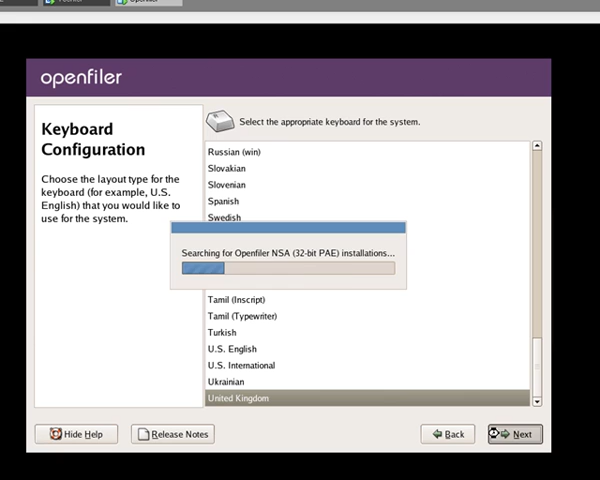 openfiler
Keyboard
Configuration
Choose the layout type for the
keyboard (for example, U.S.
English) that you would like to
use for the system.
Select the appropriate keyboard for the system.
Russian (win)
Slovakian
Slovenian
Spanish
Swedish
Searching for Openfiler NSA (32-bit PAE) installations...
Tamil (Inscript)
Tamil (Typewriter)
Turkish
U.S. English
U.S. International
Ukrainian
United Kingdom
Hide Help
Release Notes
Back
Next